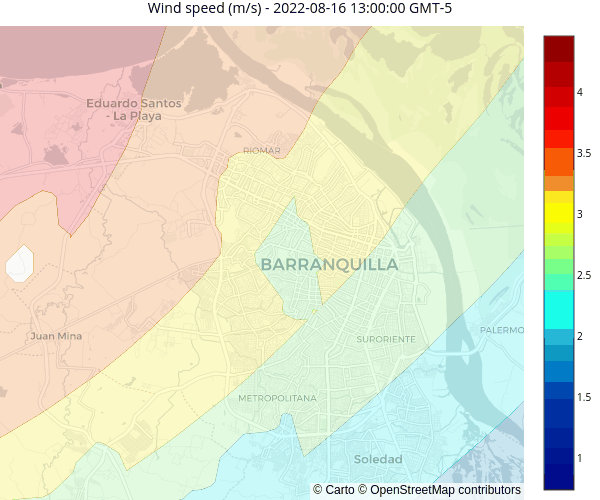 Wind speed (m/s) - 2022-08-16 13:00:00 GMT-5
Eduardo Santos
- La Playa
RIOMAR
BARRANQUILLA
Juan Mina
SURORIENTE
PALERMO
METROPOLITANA
Soledad
© Carto © OpenStreetMap contributors
4
3.5
3
2.5
2
1.5
1